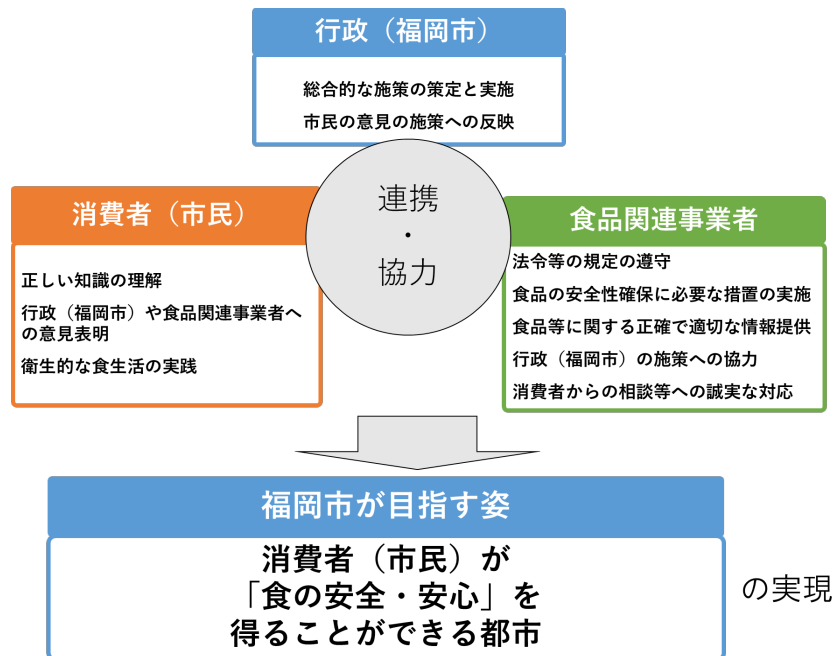 行政（福岡市）
総合的な施策の策定と実施
市民の意見の施策への反映
連携
・
協力
消費者（市民）
正しい知識の理解
行政（福岡市）や食品関連事業者へ
の意見表明
衛生的な食生活の実践
食品関連事業者
法令等の規定の遵守
食品の安全性確保に必要な措置の実施
食品等に関する正確で適切な情報提供
行政（福岡市）の施策への協力
消費者からの相談等への誠実な対応
福岡市が目指す姿
消費者（市民）が
「食の安全・安心」を
得ることができる都市
の実現